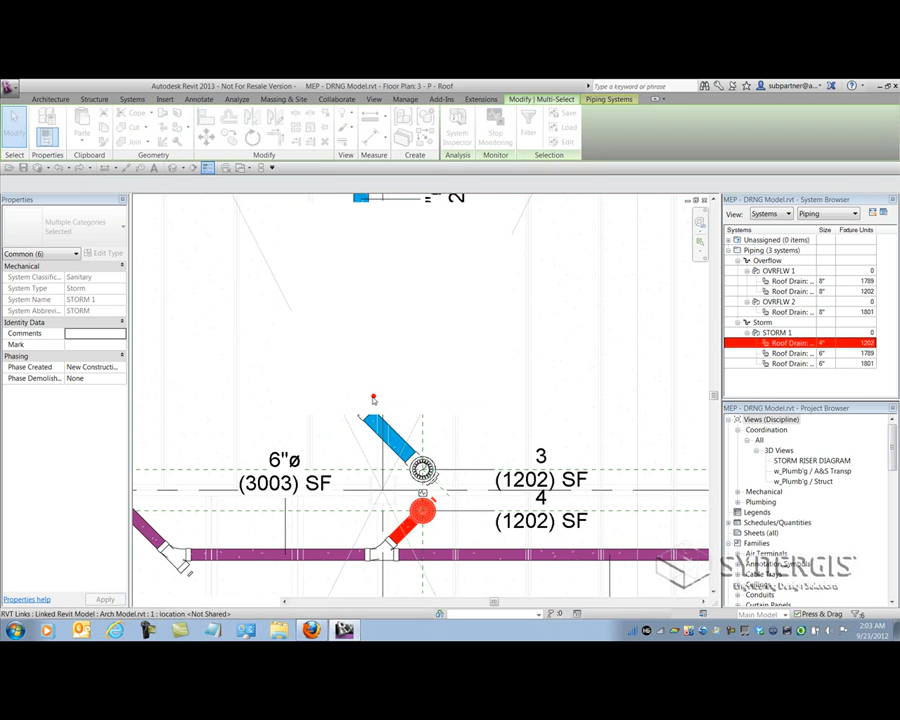 Autodesk Revit 2013 - Not For Resale Version - MEP - DRNG Model.rvt - Floor Plan: 3 - P - Roof
Type a keyword or phrase
subpartner@a...
Architecture Structure Systems Insert Annotate Analyze Massing & Site Collaborate View Manage Add-Ins Extensions Modify | Multi-Select Piping Systems
Modify
Paste
Cope
Cut
Join
System Inspector
Stop Monitoring
Filter
Save
Load
Edit
Select Properties Clipboard Geometry Modify View Measure Create Analysis Monitor Selection
Properties
Multiple Categories Selected
Common (6)
Edit Type
Mechanical
System Classific... Sanitary
System Type Storm
System Name STORM 1
System Abbrevi... STORM
Identity Data
Comments
Mark
Phasing
Phase Created New Constructi...
Phase Demolish... None
Properties help
Apply
6"ø
(3003) SF
3
(1202) SF
4
(1202) SF
MEP - DRNG Model.rvt - System Browser
View: Systems Piping
Systems Size Fixture Units
Unassigned (0 items)
Piping (3 systems)
Overflow
OVRFLW 1 0
Roof Drain: ... 8" 1789
Roof Drain: ... 8" 1202
OVRFLW 2 0
Roof Drain: ... 8" 1801
Storm
STORM 1 0
Roof Drain: ... 4" 1202
Roof Drain: ... 6" 1789
Roof Drain: ... 6" 1801
MEP - DRNG Model.rvt - Project Browser
Views (Discipline)
Coordination
All
3D Views
STORM RISER DIAGRAM
w_Plumb'g / A&S Transp
w_Plumb'g / Struct
Mechanical
Plumbing
Legends
Schedules/Quantities
Sheets (all)
Families
Air Terminals
Annotation Symbols
Cable Trays
Ceilings
Conduits
Curtain Panels
SYNERGIS
RVT Links : Linked Revit Model : Arch Model.rvt : 1 : location <Not Shared>
:0
Main Model
Press & Drag
:6
2:03 AM
9/23/2012